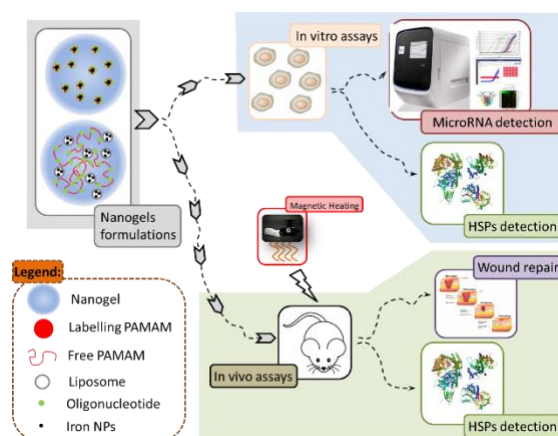 In vitro assays
MicroRNA detection
HSPs detection
Nanogels
formulations
Magnetic Heating
Wound repair
In vivo assays
HSPs detection
Legend:
Nanogel
Labelling PAMAM
Free PAMAM
Liposome
Oligonucleotide
Iron NPs